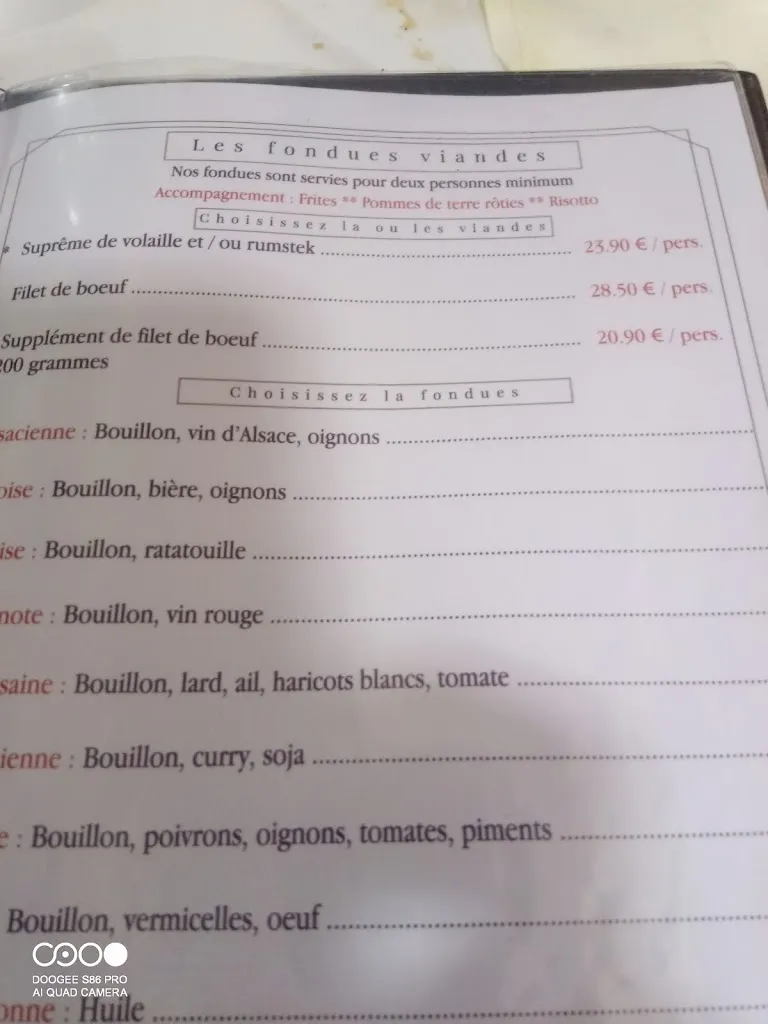 Les fondues viandes
Nos fondues sont servies pour deux personnes minimum
Accompagnement : Frites ** Pommes de terre rôties ** Risotto
Choisissez la ou les viandes
* Suprême de volaille et / ou rumstek ........ 23.90 € / pers.
Filet de boeuf ........ 28.50 € / pers.
Supplément de filet de boeuf ........ 20.90 € / pers.
200 grammes
Choisissez la fondues
sacienne : Bouillon, vin d'Alsace, oignons ........
oise : Bouillon, bière, oignons ........
ise : Bouillon, ratatouille ........
note : Bouillon, vin rouge ........
saine : Bouillon, lard, ail, haricots blancs, tomate ........
ienne : Bouillon, curry, soja ........
e : Bouillon, poivrons, oignons, tomates, piments ........
Bouillon, vermicelles, oeuf ........
onne : Huile ........
DOOGEE S86 PRO
AI QUAD CAMERA